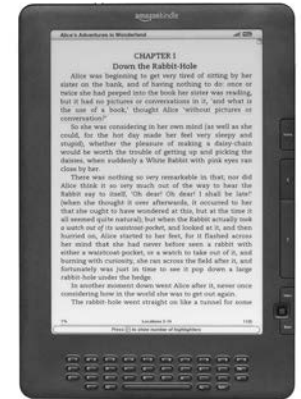 amazonkindle
Alice's Adventures in Wonderland
CHAPTER I
Down the Rabbit-Hole
Alice was beginning to get very tired of sitting by her
sister on the bank, and of having nothing to do: once or
twice she had peeped into the book her sister was reading,
but it had no pictures or conversations in it, 'and what is
the use of a book,' thought Alice 'without pictures or
conversation?'
So she was considering in her own mind (as well as she
could, for the hot day made her feel very sleepy and
stupid), whether the pleasure of making a daisy-chain
would be worth the trouble of getting up and picking the
daisies, when suddenly a White Rabbit with pink eyes ran
close by her.
There was nothing so very remarkable in that; nor did
Alice think it so very much out of the way to hear the
Rabbit say to itself, 'Oh dear! Oh dear! I shall be late!'
(when she thought it over afterwards, it occurred to her
that she ought to have wondered at this, but at the time it
all seemed quite natural); but when the Rabbit actually took
a watch out of its waistcoat-pocket, and looked at it, and then
hurried on, Alice started to her feet, for it flashed across
her mind that she had never before seen a rabbit with
either a waistcoat-pocket, or a watch to take out of it, and
burning with curiosity, she ran across the field after it, and
fortunately was just in time to see it pop down a large
rabbit-hole under the hedge.
In another moment down went Alice after it, never once
considering how in the world she was to get out again.
The rabbit-hole went straight on like a tunnel for some